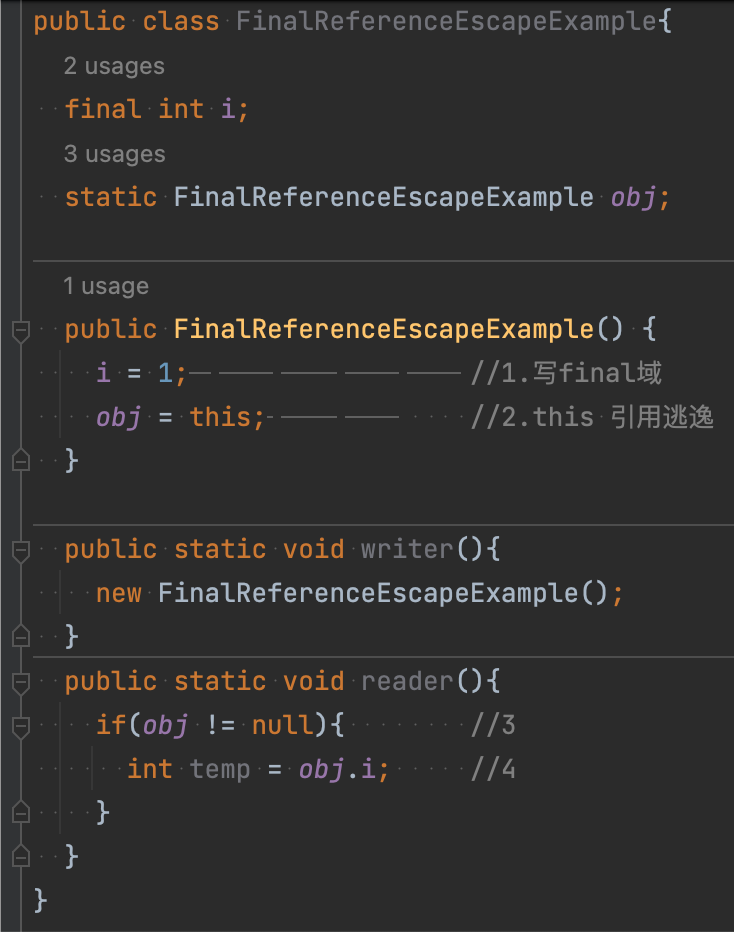 public class FinalReferenceEscapeExample{
2 usages
final int i;
3 usages
static FinalReferenceEscapeExample obj;
1 usage
public FinalReferenceEscapeExample() {
i = 1; //1.写final域
obj = this; //2.this 引用逃逸
}
public static void writer(){
new FinalReferenceEscapeExample();
}
public static void reader(){
if(obj != null){ //3
int temp = obj.i; //4
}
}
}